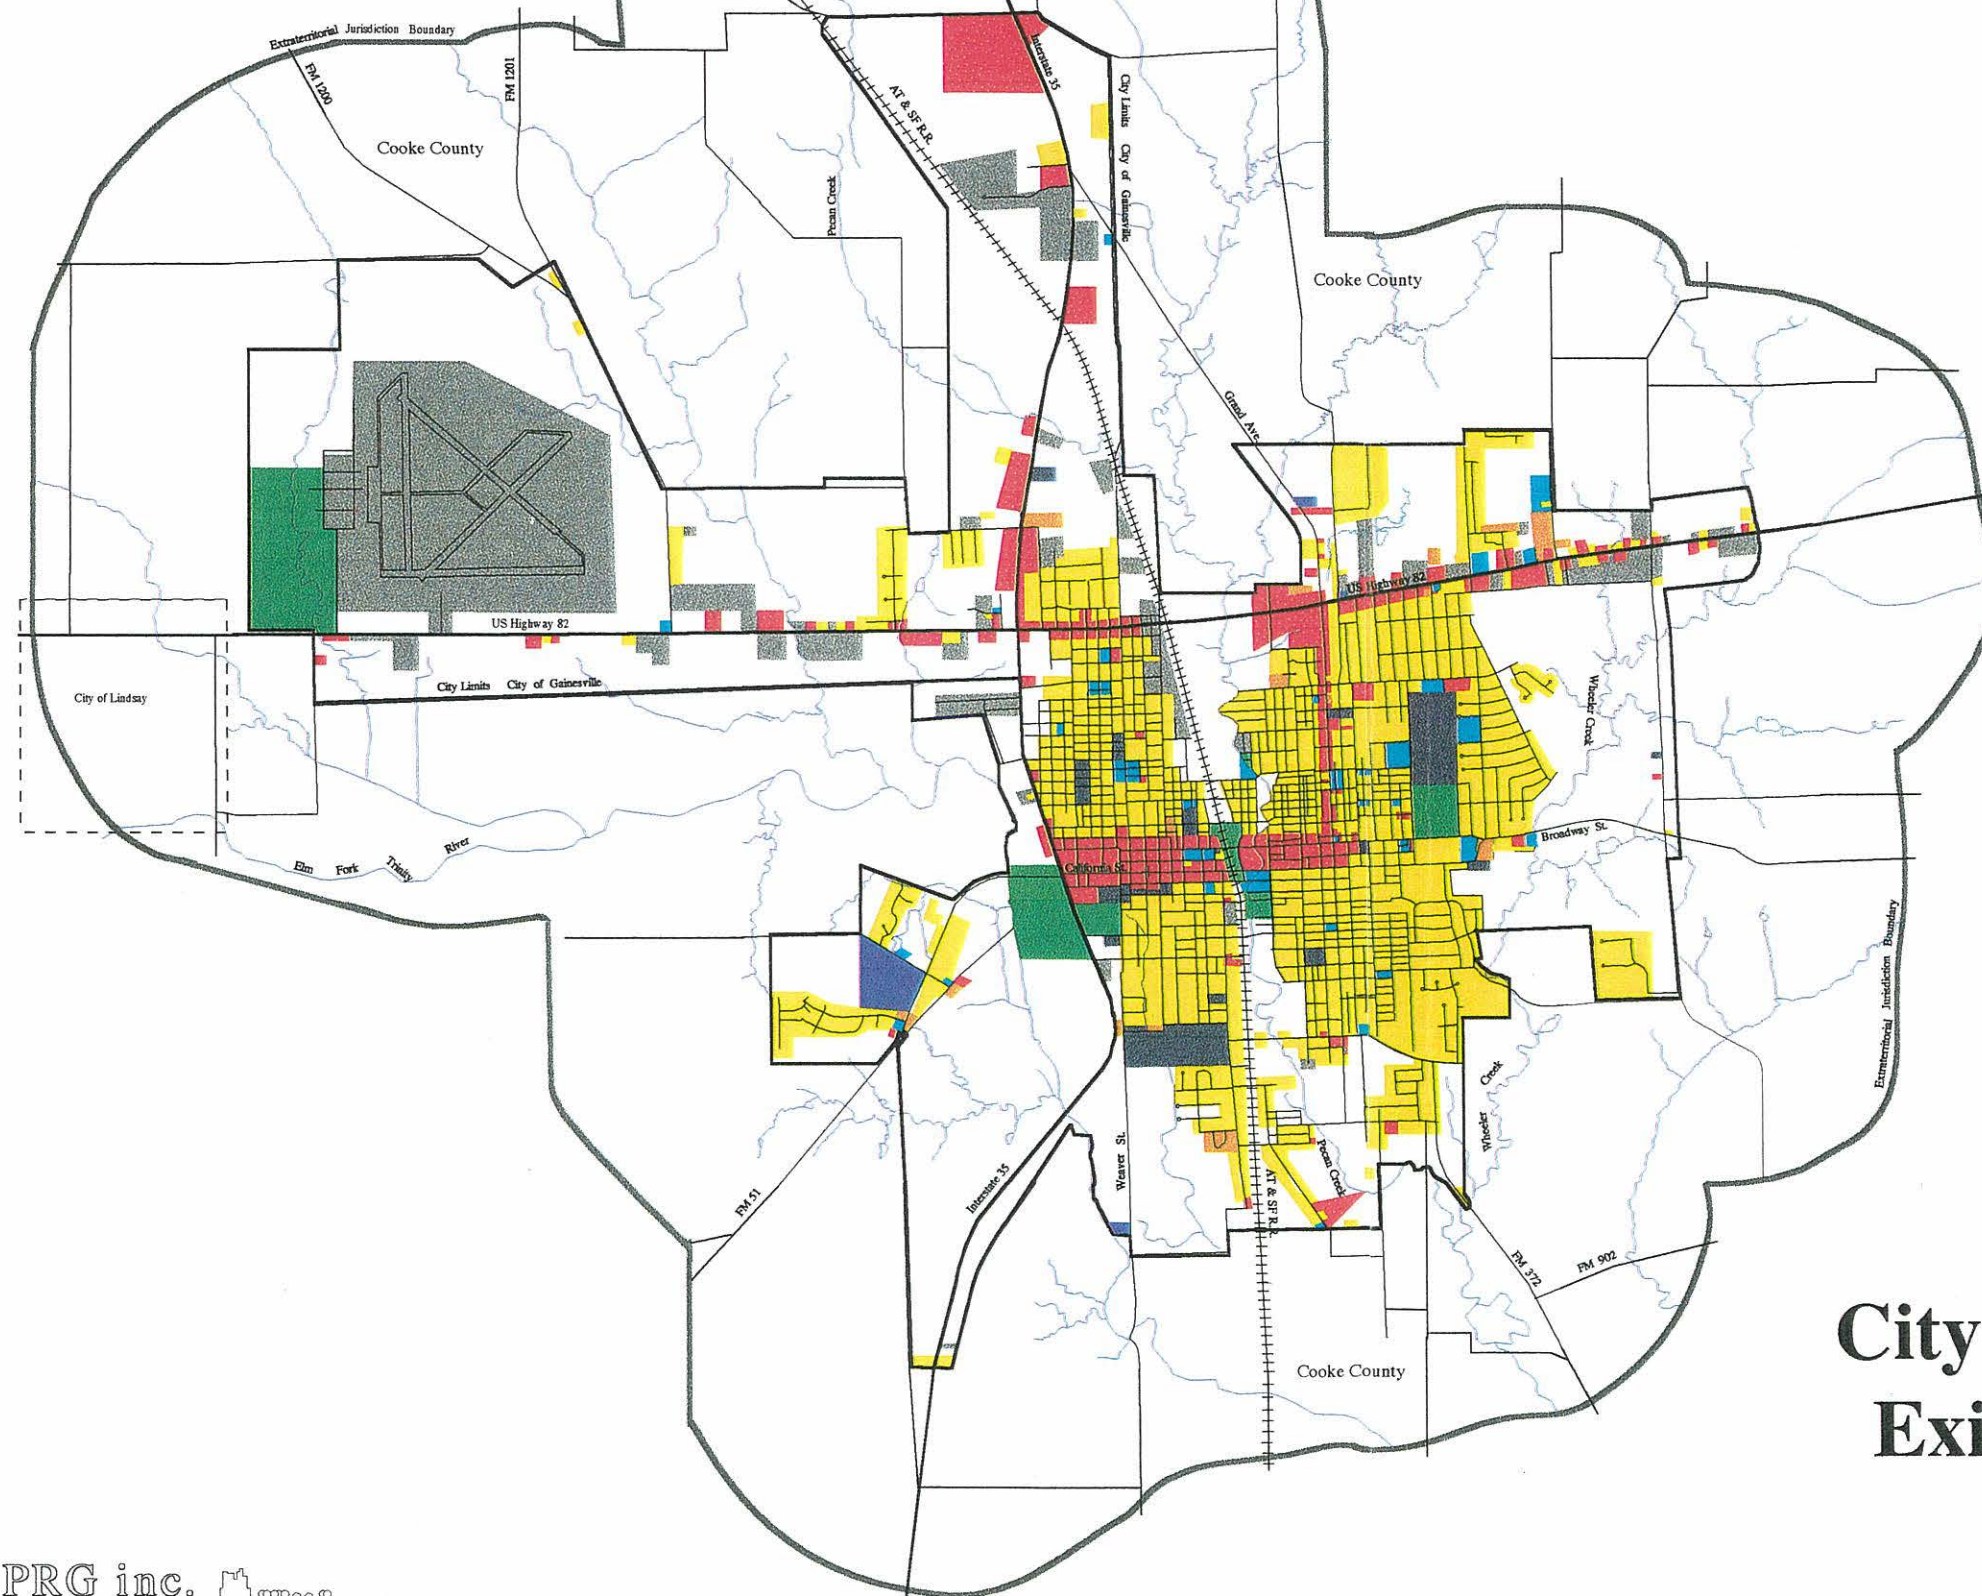 Extraterritorial Jurisdiction Boundary
FM 1200
FM 1201
Interstate 35
AT & SF R.R.
City Limits City of Gainesville
Cooke County
Pecan Creek
Cooke County
Grand Ave.
US Highway 82
US Highway 82
City Limits City of Gainesville
City of Lindsay
Wheeler Creek
Broadway St.
Elm Fork Trinity River
California St.
Extraterritorial Jurisdiction Boundary
Wheeler Creek
Weaver St.
Pecan Creek
Interstate 35
FM 51
AT & SF R.R.
FM 372
FM 902
Cooke County
City
Exi
PRG inc.